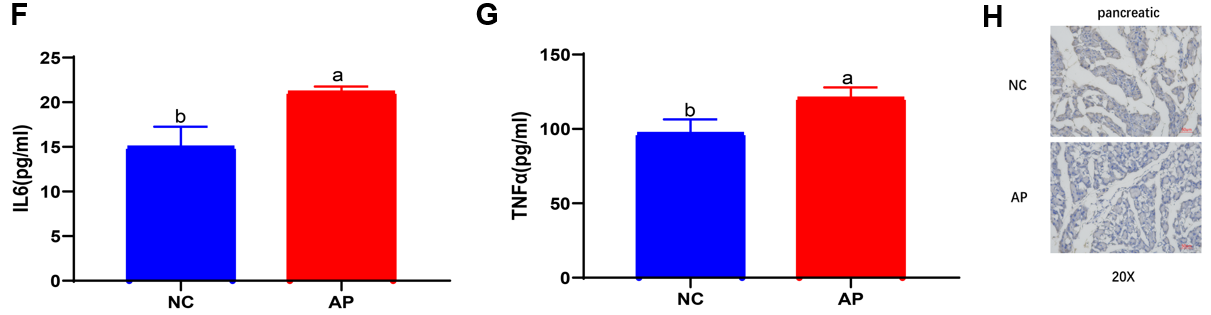 F
IL6(pg/ml)
25
20
15
10
5
0
b
a
NC
AP
G
TNFα(pg/ml)
150
100
50
0
b
a
NC
AP
H
pancreatic
NC
AP
20X